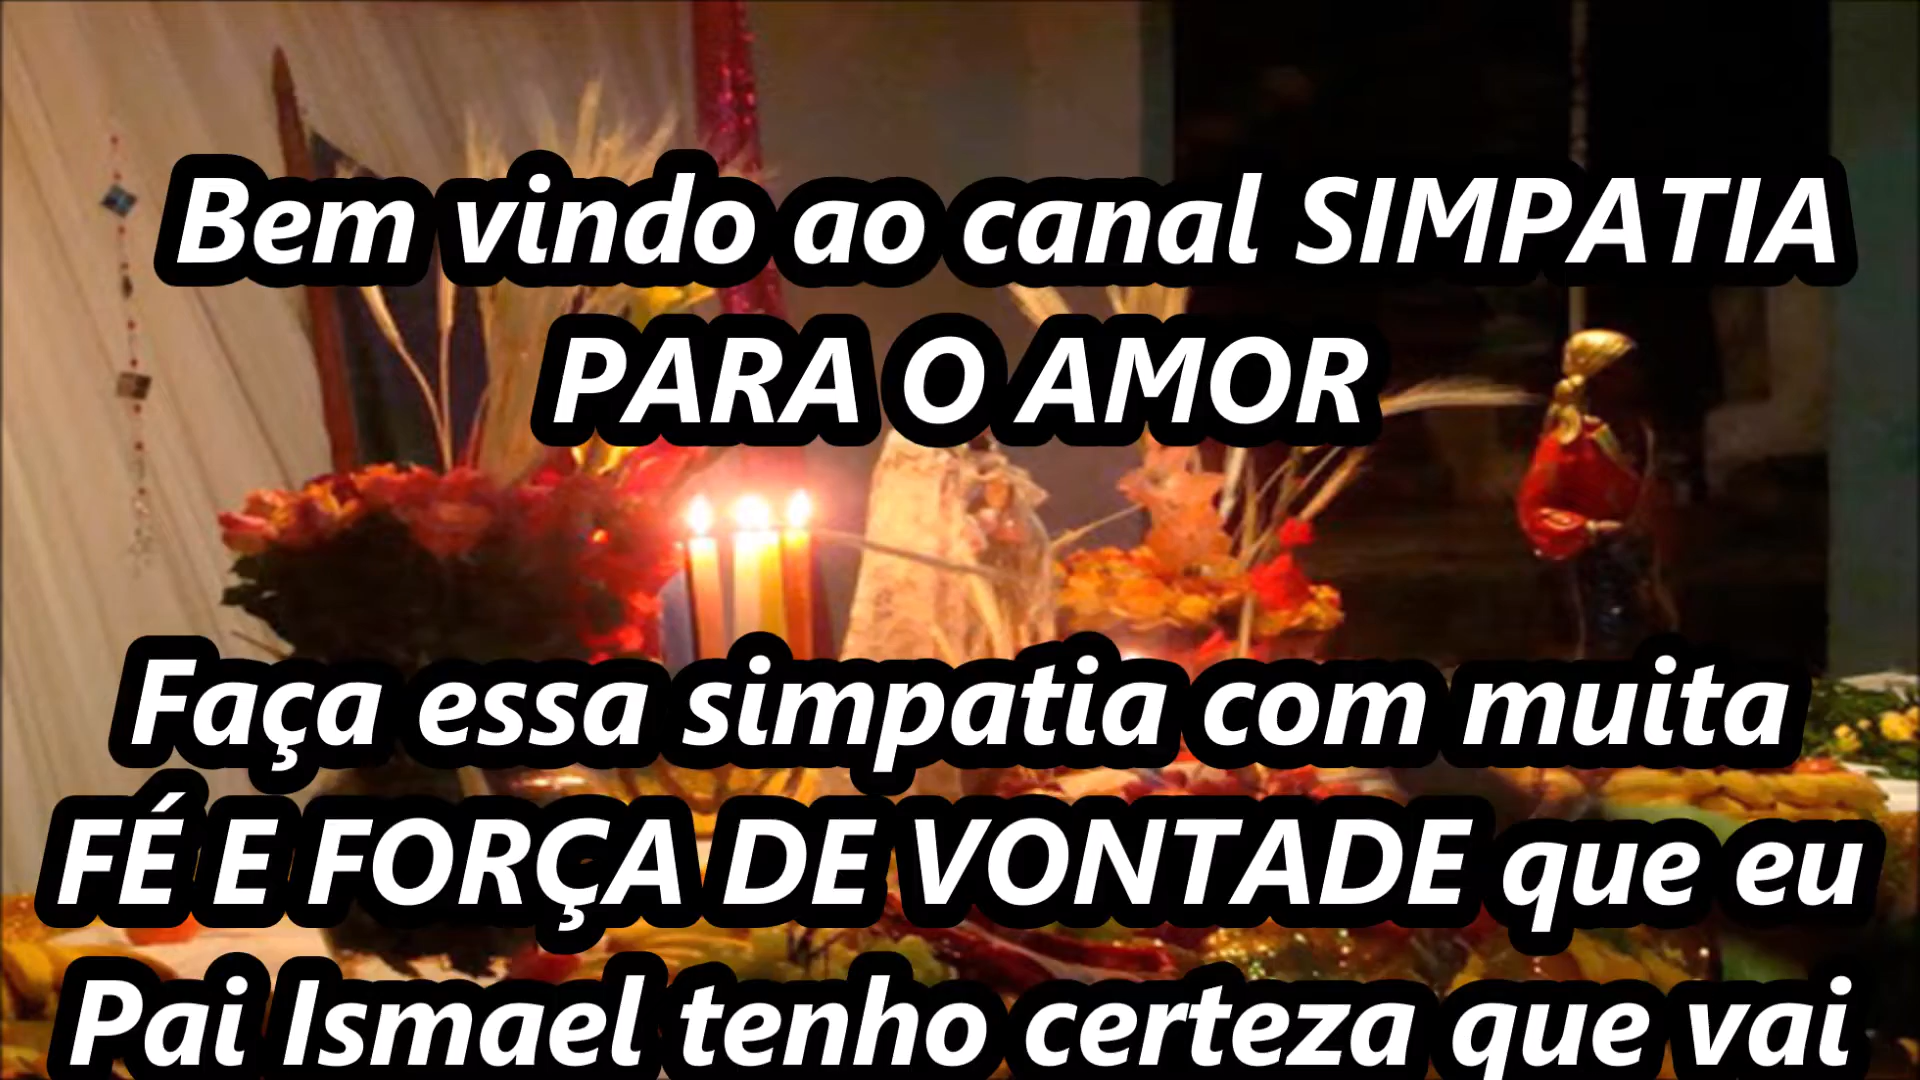 Bem vindo ao canal SIMPATIA
PARA O AMOR
Faça essa simpatia com muita
FÉ E FORÇA DE VONTADE que eu
Pai Ismael tenho certeza que vai